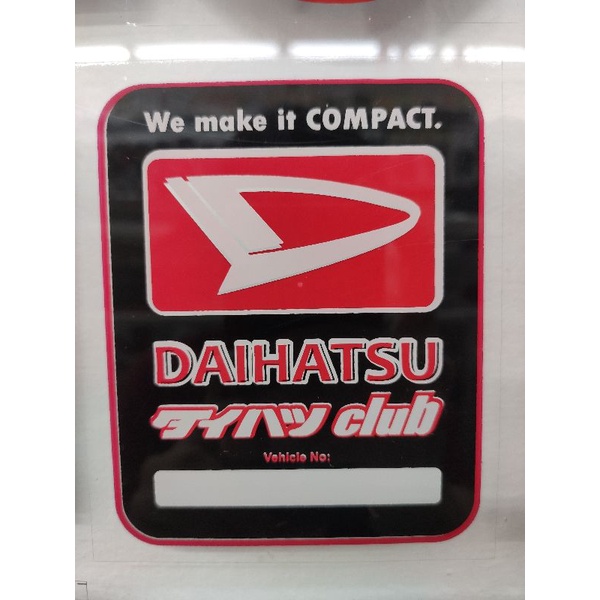 We make it COMPACT.
DAIHATSU
ダイハツ club
Vehicle No: